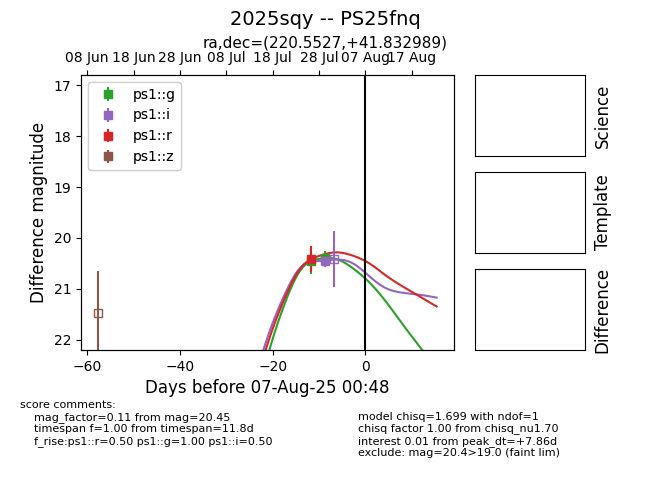 2025sqy -- PS25fnq
ra,dec=(220.5527,+41.832989)
08 Jun 18 Jun 28 Jun 08 Jul 18 Jul 28 Jul 07 Aug 17 Aug
17
18
19
20
21
22
Difference magnitude
ps1::g
ps1::i
ps1::r
ps1::z
−60 −40 −20 0
Days before 07-Aug-25 00:48
Science
Template
Difference
score comments:
mag_factor=0.11 from mag=20.45
timespan f=1.00 from timespan=11.8d
f_rise:ps1::r=0.50 ps1::g=1.00 ps1::i=0.50
model chisq=1.699 with ndof=1
chisq factor 1.00 from chisq_nu1.70
interest 0.01 from peak_dt=+7.86d
exclude: mag=20.4>19.0 (faint lim)